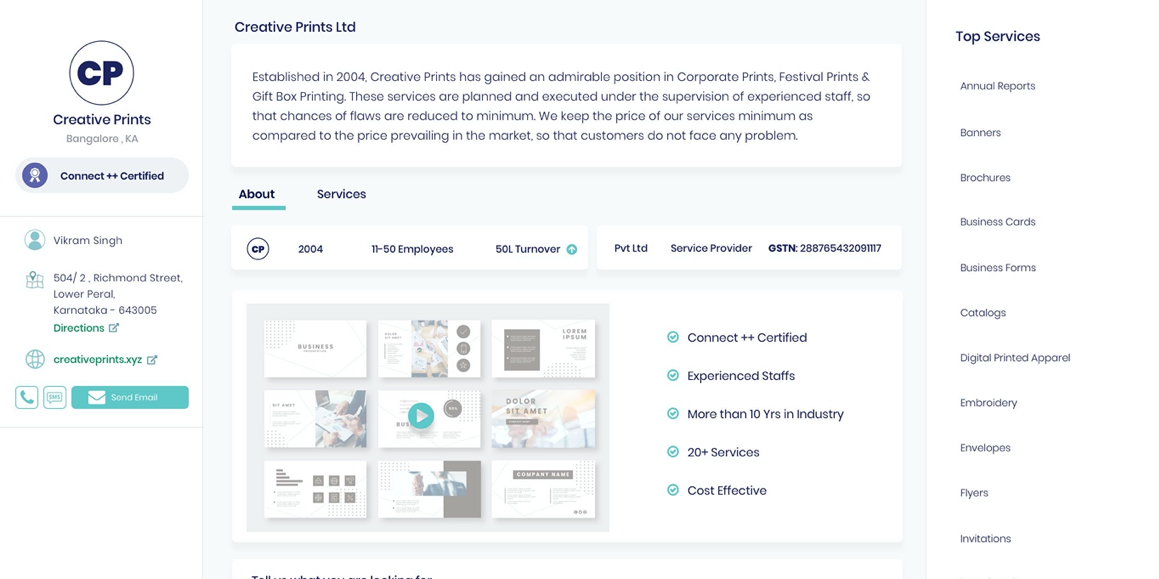 CP
Creative Prints
Bangalore , KA
Connect ++ Certified
Vikram Singh
504/ 2 , Richmond Street,
Lower Peral,
Karnataka - 643005
Directions
creativeprints.xyz
SMS
Send Email
Creative Prints Ltd
Established in 2004, Creative Prints has gained an admirable position in Corporate Prints, Festival Prints &
Gift Box Printing. These services are planned and executed under the supervision of experienced staff, so
that chances of flaws are reduced to minimum. We keep the price of our services minimum as
compared to the price prevailing in the market, so that customers do not face any problem.
About
Services
CP
2004
11-50 Employees
50L Turnover
Pvt Ltd
Service Provider
GSTN: 288765432091117
BUSINESS
DOLOR
SIT AMET
LOREM
IPSUM
SIT AMET
DOLOR
SIT AMET
COMPANY NAME
Connect ++ Certified
Experienced Staffs
More than 10 Yrs in Industry
20+ Services
Cost Effective
Tell us what you are looking for
Top Services
Annual Reports
Banners
Brochures
Business Cards
Business Forms
Catalogs
Digital Printed Apparel
Embroidery
Envelopes
Flyers
Invitations